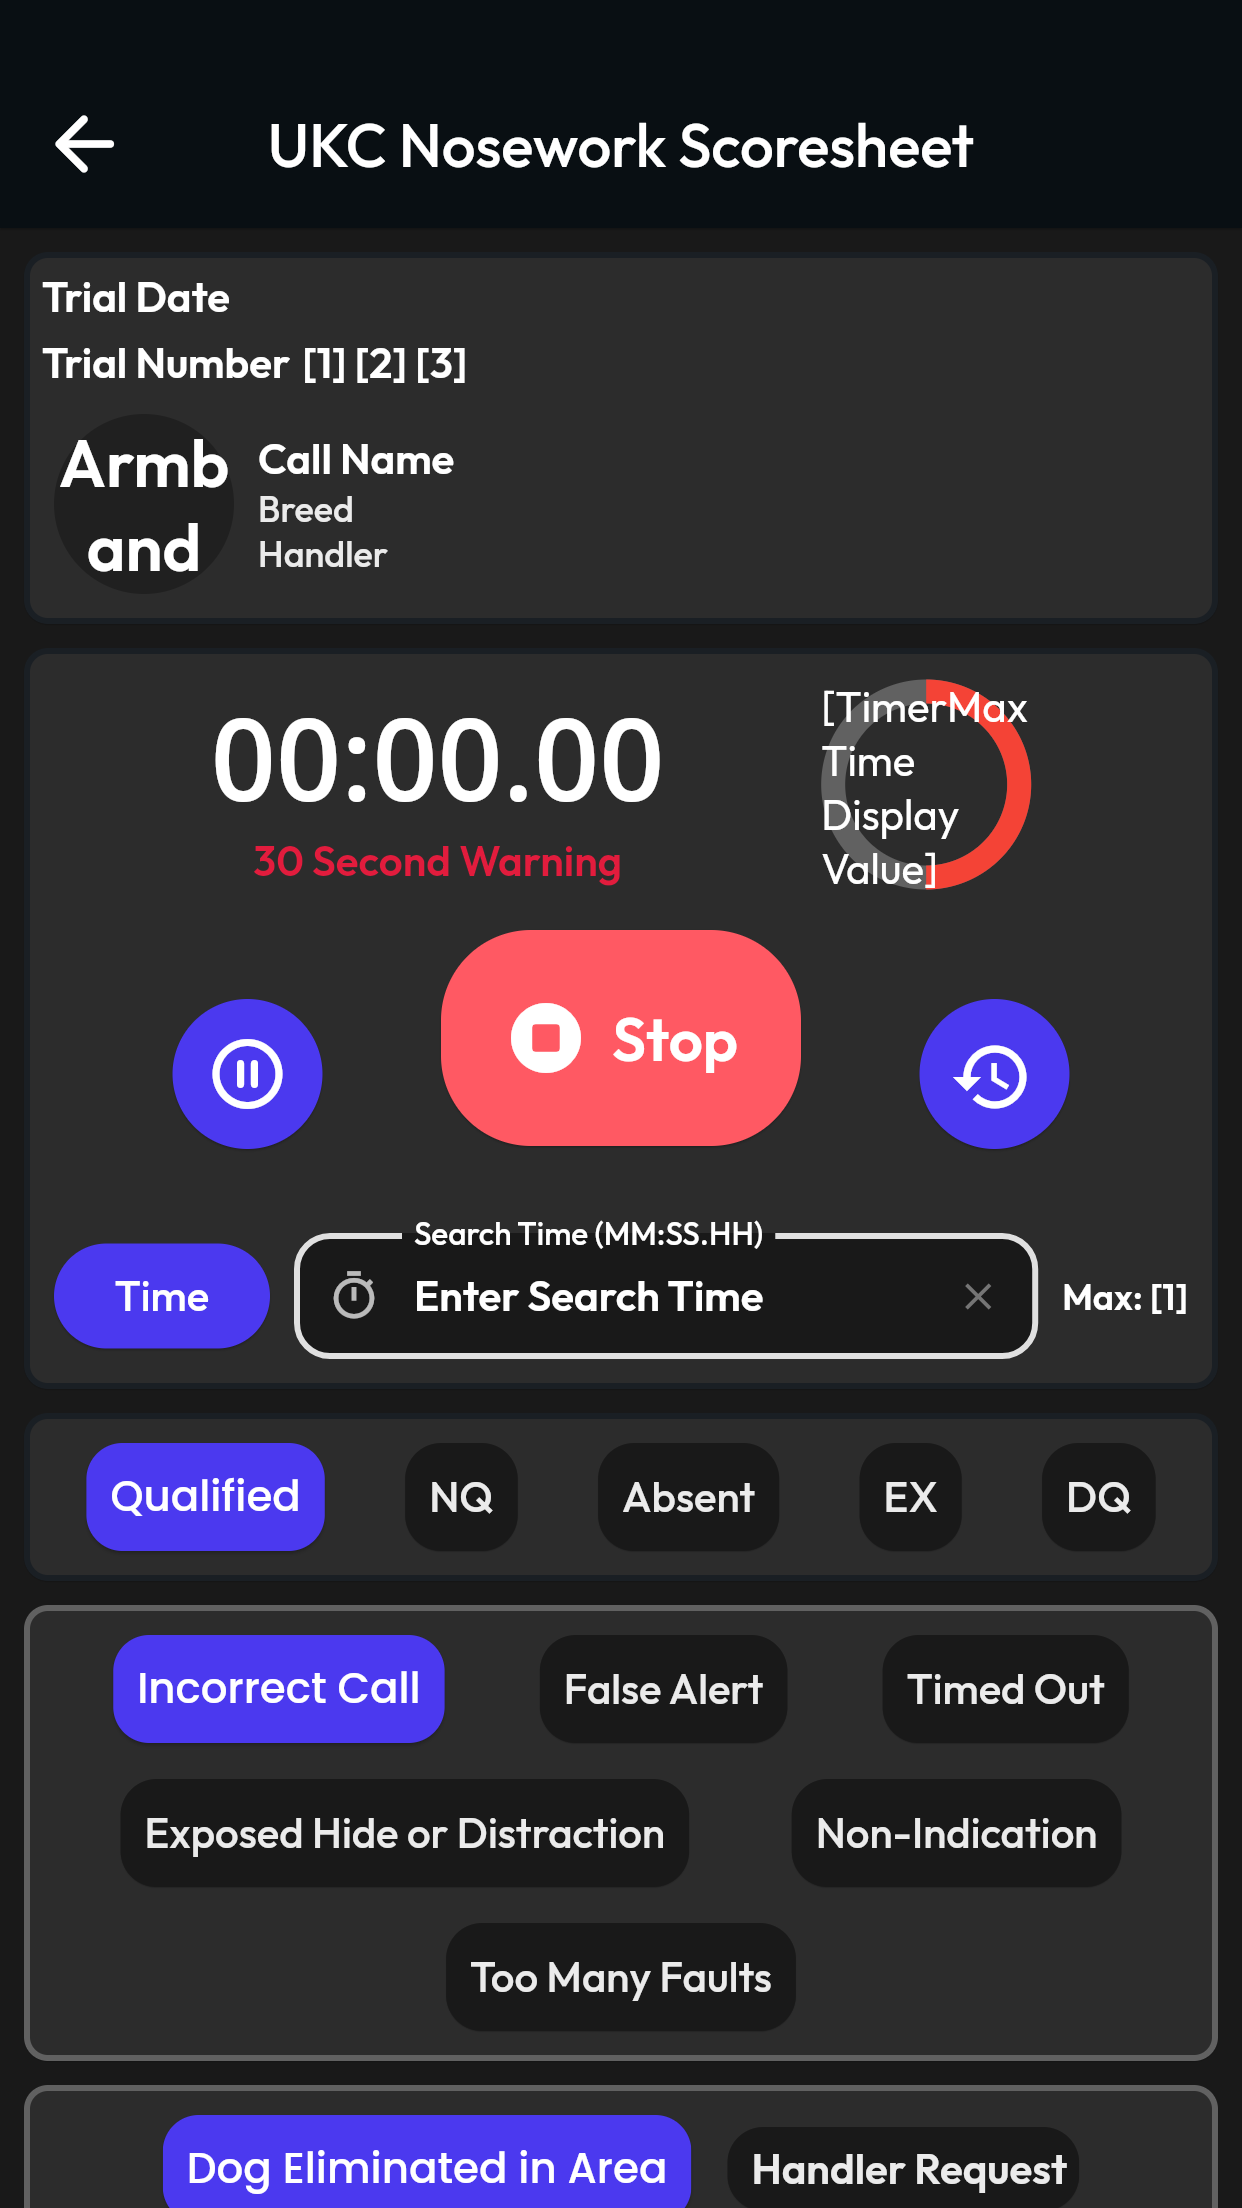 UKC Nosework Scoresheet
Trial Date
Trial Number [1] [2] [3]
Armb
and
Call Name
Breed
Handler
00:00.00
30 Second Warning
[TimerMax
Time
Display
Value]
Stop
Search Time (MM:SS.HH)
Time
Enter Search Time
Max: [1]
Qualified
NQ
Absent
EX
DQ
Incorrect Call
False Alert
Timed Out
Exposed Hide or Distraction
Non-Indication
Too Many Faults
Dog Eliminated in Area
Handler Request